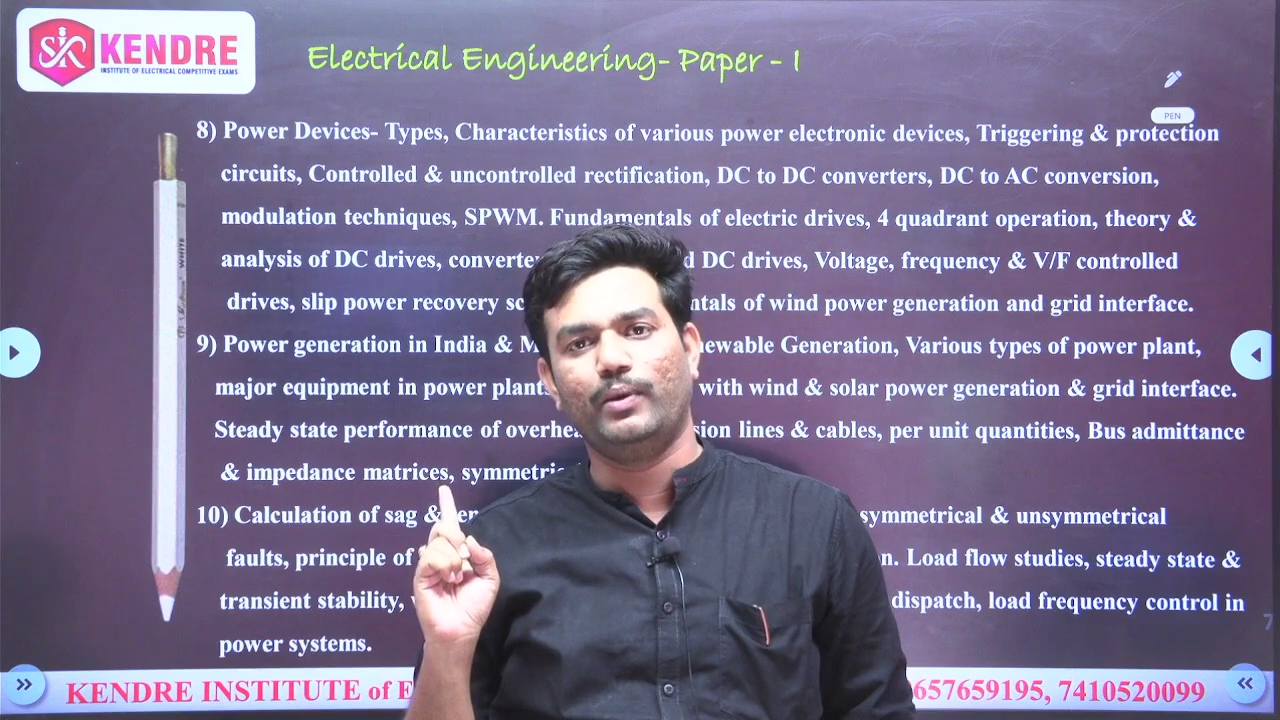 KENDRE
INSTITUTE OF ELECTRICAL COMPETITIVE EXAMS
Electrical Engineering- Paper - I
PEN
8) Power Devices- Types, Characteristics of various power electronic devices, Triggering & protection
circuits, Controlled & uncontrolled rectification, DC to DC converters, DC to AC conversion,
modulation techniques, SPWM. Fundamentals of electric drives, 4 quadrant operation, theory &
analysis of DC drives, converter d DC drives, Voltage, frequency & V/F controlled
drives, slip power recovery sc ntals of wind power generation and grid interface.
9) Power generation in India & M newable Generation, Various types of power plant,
major equipment in power plant with wind & solar power generation & grid interface.
Steady state performance of overhea sion lines & cables, per unit quantities, Bus admittance
& impedance matrices, symmetric
10) Calculation of sag & symmetrical & unsymmetrical
faults, principle of n. Load flow studies, steady state &
transient stability, dispatch, load frequency control in
power systems.
7
KENDRE INSTITUTE of E 657659195, 7410520099